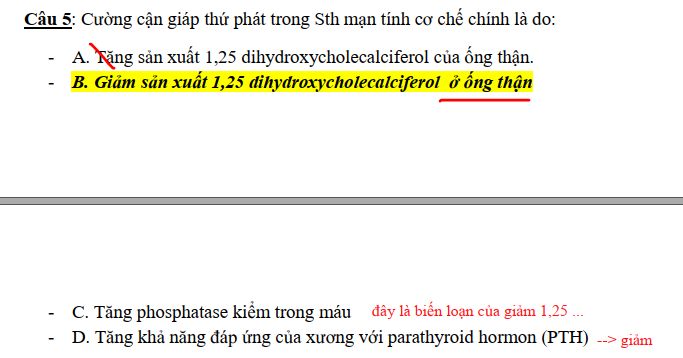 Câu 5: Cường cận giáp thứ phát trong Sth mạn tính cơ chế chính là do:
- A. Tăng sản xuất 1,25 dihydroxycholecalciferol của ống thận.
- B. Giảm sản xuất 1,25 dihydroxycholecalciferol ở ống thận
- C. Tăng phosphatase kiềm trong máu đây là biến loạn của giảm 1,25 ...
- D. Tăng khả năng đáp ứng của xương với parathyroid hormon (PTH) --> giảm